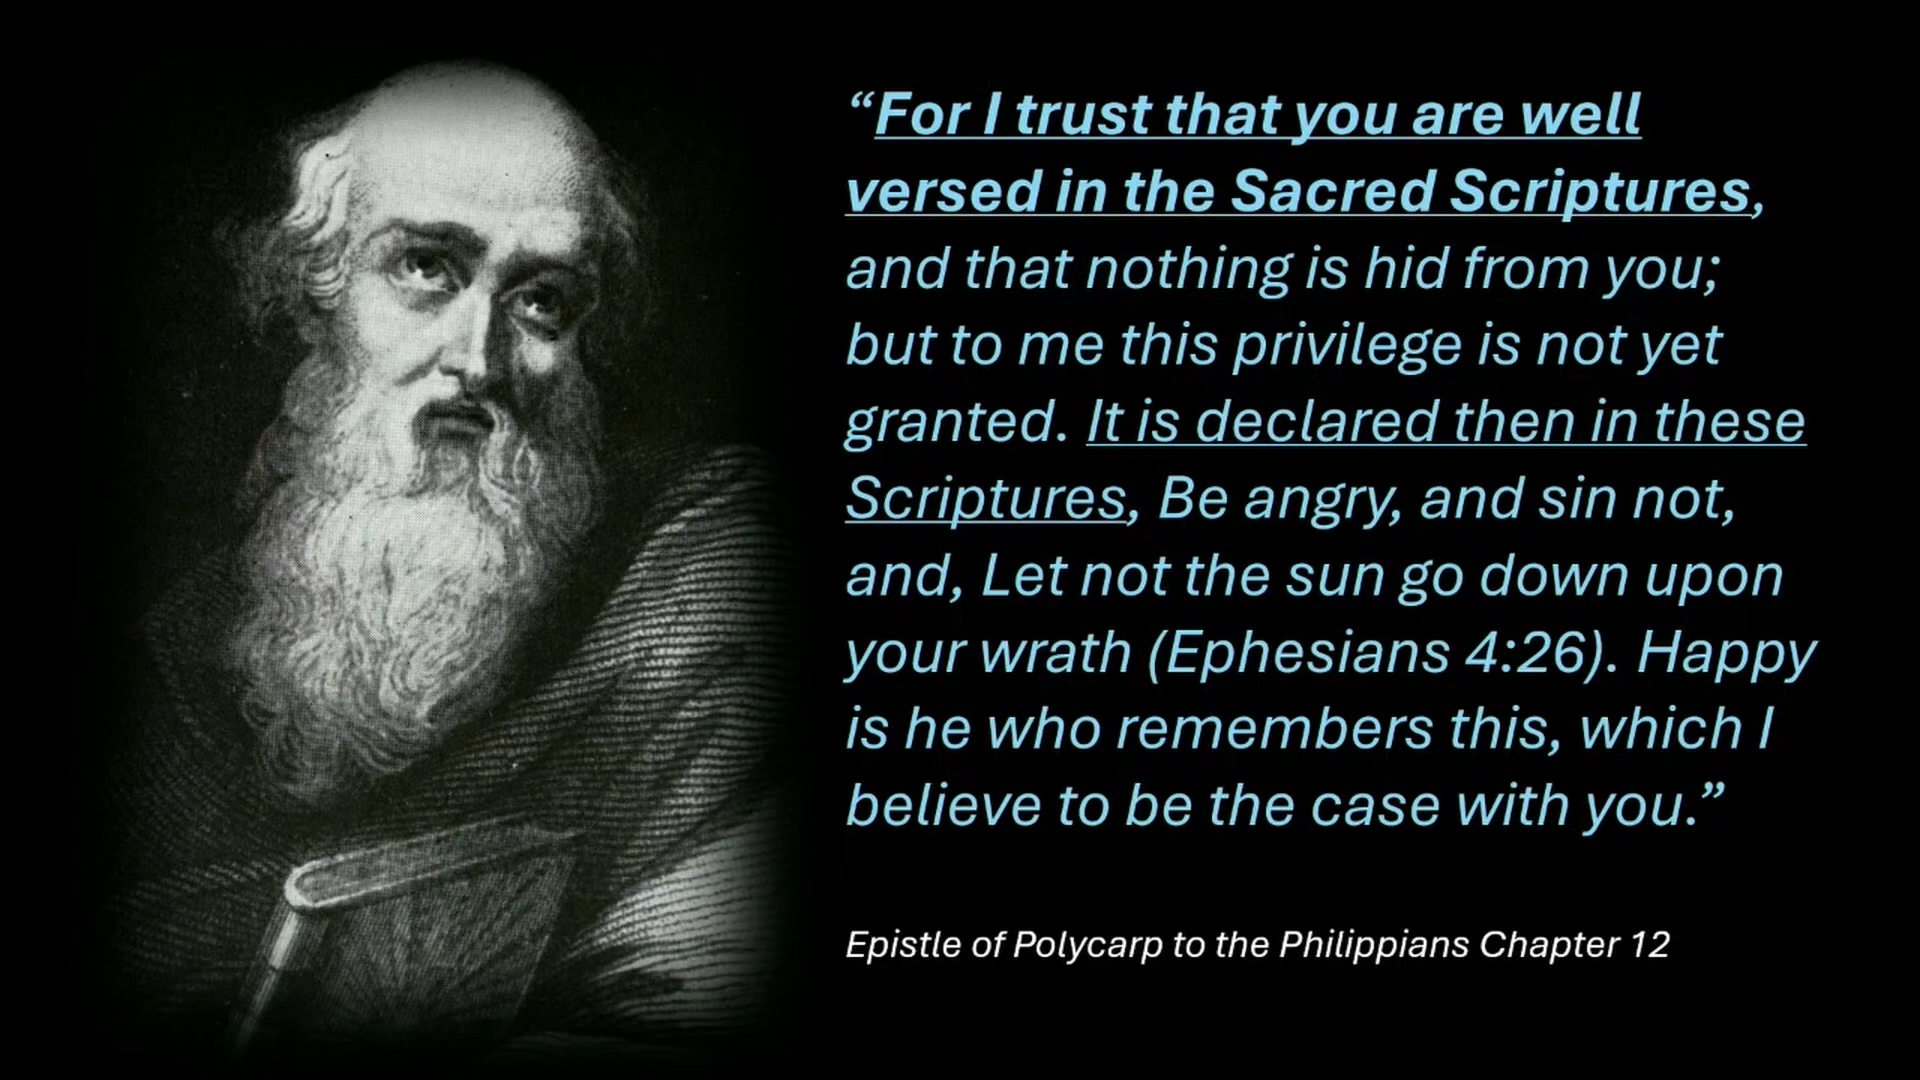 “For I trust that you are well
versed in the Sacred Scriptures,
and that nothing is hid from you;
but to me this privilege is not yet
granted. It is declared then in these
Scriptures, Be angry, and sin not,
and, Let not the sun go down upon
your wrath (Ephesians 4:26). Happy
is he who remembers this, which I
believe to be the case with you.”
Epistle of Polycarp to the Philippians Chapter 12